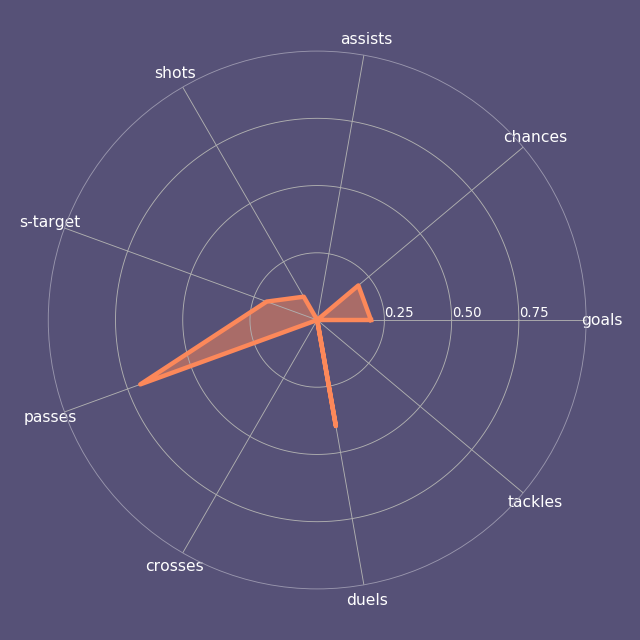 assists
shots
chances
s-target
0.25
0.50
0.75
goals
passes
tackles
crosses
duels